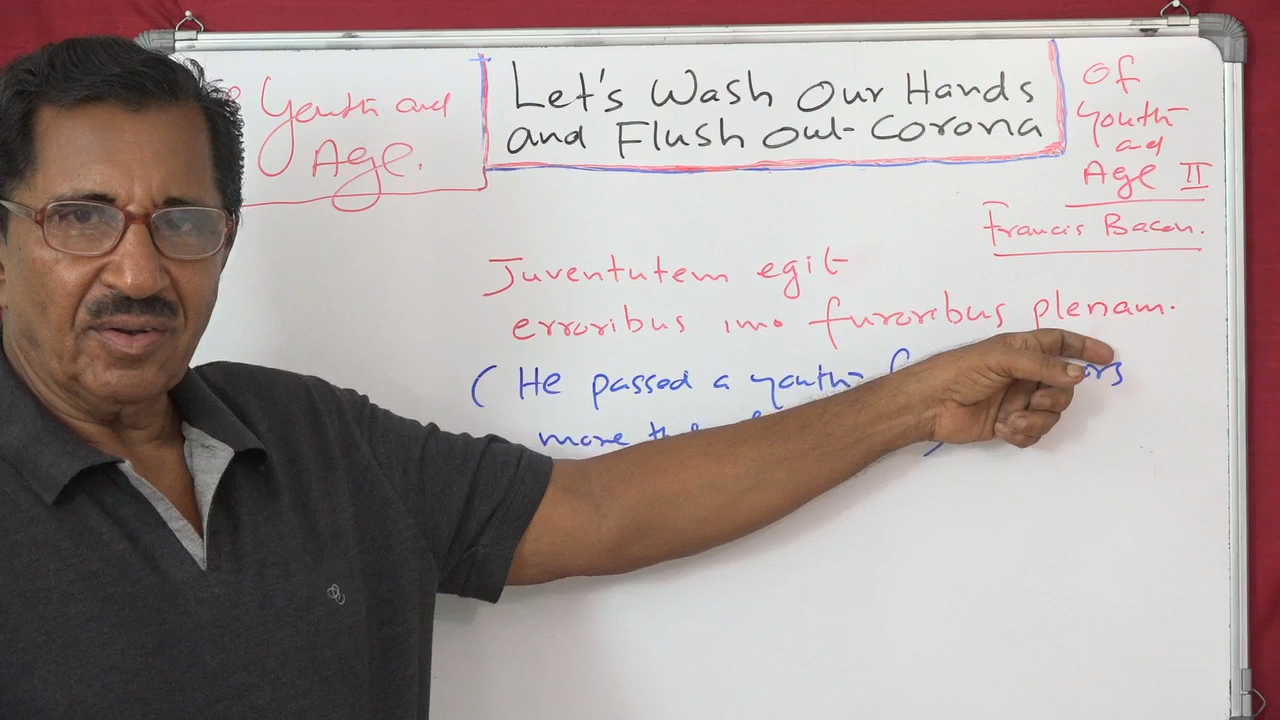 Youth and
Age.
Let's Wash Our Hands
and Flush out Corona
Of
Youth
ad
Age II
Francis Bacon.
Juventutem egit
erroribus imo furoribus plenam.
( He passed a youth
more